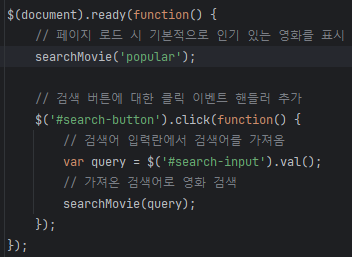 $(document).ready(function() {
// 페이지 로드 시 기본적으로 인기 있는 영화를 표시
searchMovie('popular');
// 검색 버튼에 대한 클릭 이벤트 핸들러 추가
$('#search-button').click(function() {
// 검색어 입력란에서 검색어를 가져옴
var query = $('#search-input').val();
// 가져온 검색어로 영화 검색
searchMovie(query);
});
});